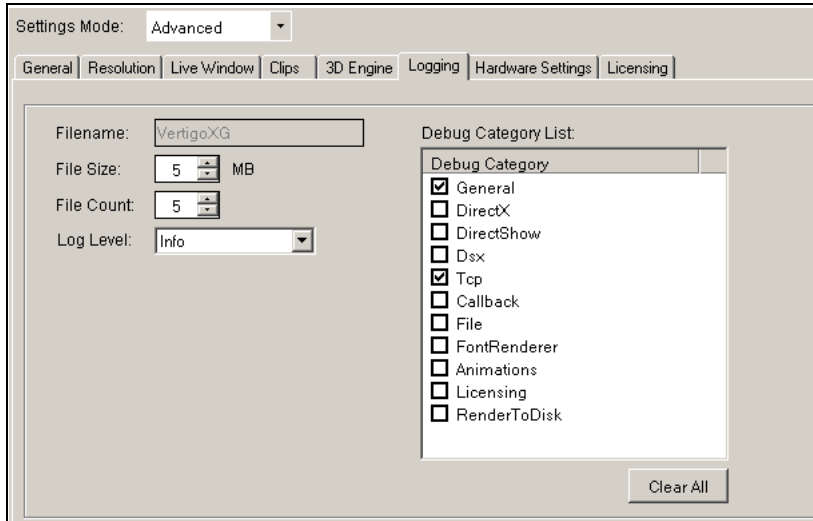 Settings Mode: Advanced
General Resolution Live Window Clips 3D Engine Logging Hardware Settings Licensing
Filename: VertigoXG
File Size: 5 MB
File Count: 5
Log Level: Info
Debug Category List:
Debug Category
General
DirectX
DirectShow
Dsx
Tcp
Callback
File
FontRenderer
Animations
Licensing
RenderToDisk
Clear All